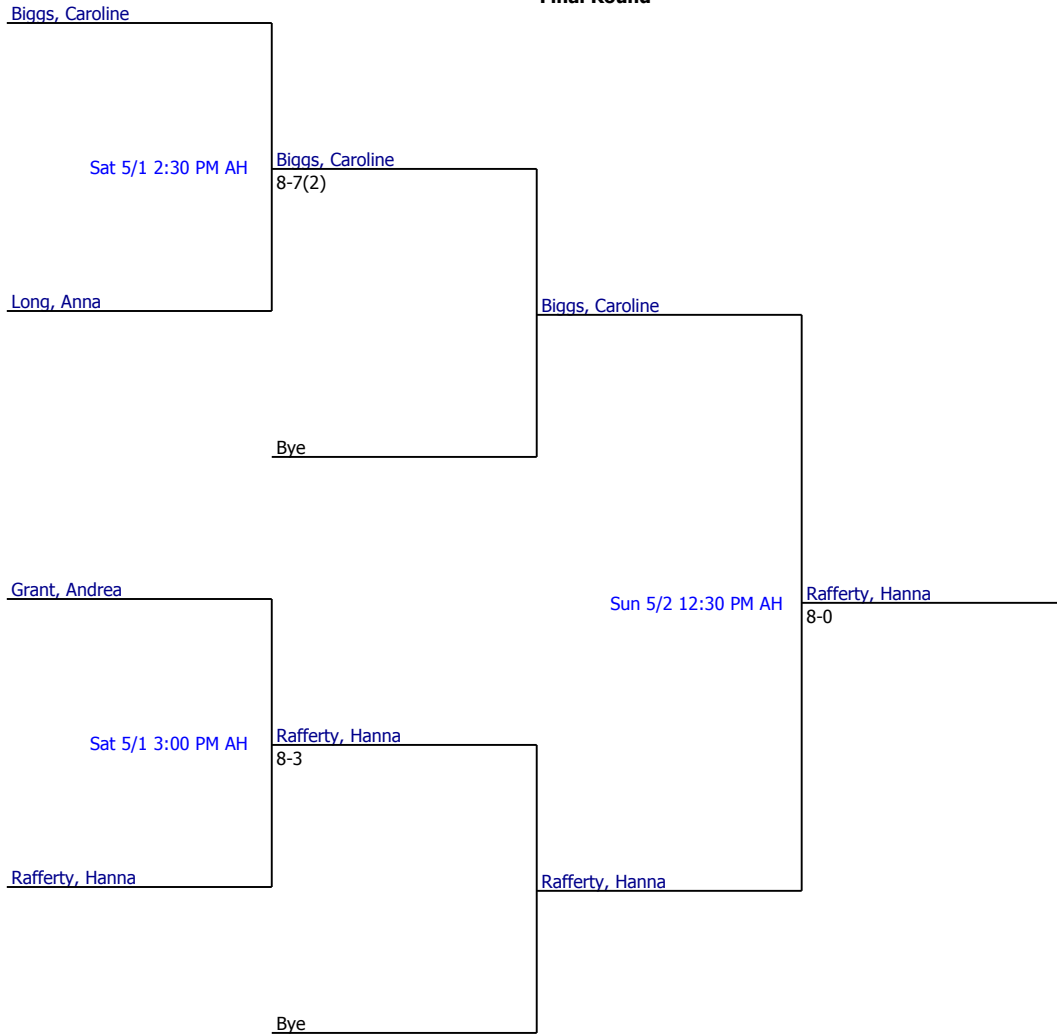 Final Round
Biggs, Caroline
Sat 5/1 2:30 PM AH
Biggs, Caroline
8-7(2)
Long, Anna
Biggs, Caroline
Bye
Grant, Andrea
Sun 5/2 12:30 PM AH
Rafferty, Hanna
8-0
Sat 5/1 3:00 PM AH
Rafferty, Hanna
8-3
Rafferty, Hanna
Rafferty, Hanna
Bye